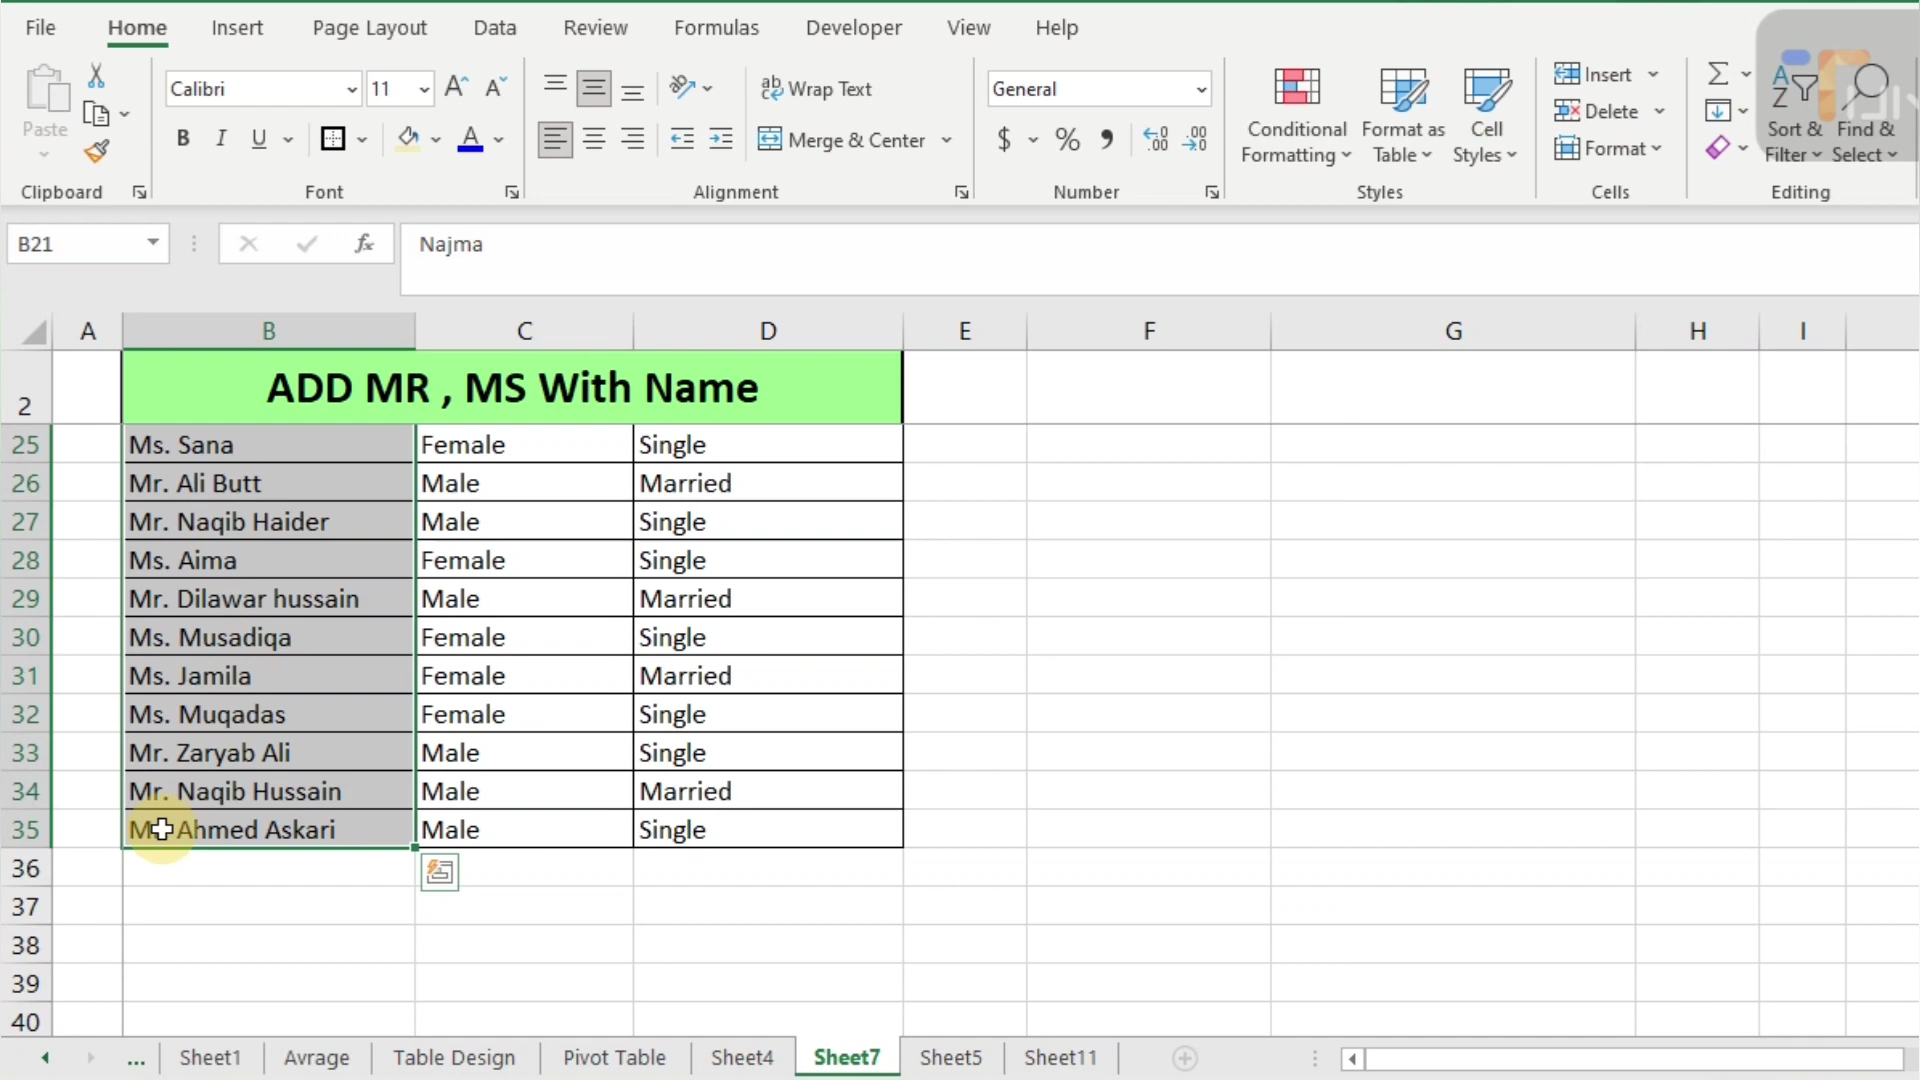 File Home Insert Page Layout Data Review Formulas Developer View Help
Calibri 11 Wrap Text General
Paste B I U Merge & Center $ % Conditional Formatting Format as Table Cell Styles
Insert
Delete
Format
Sort & Filter Find & Select
Clipboard Font Alignment Number Styles Cells Editing
B21 fx Najma
A B C D E F G H I
2 ADD MR , MS With Name
25 Ms. Sana Female Single
26 Mr. Ali Butt Male Married
27 Mr. Naqib Haider Male Single
28 Ms. Aima Female Single
29 Mr. Dilawar hussain Male Married
30 Ms. Musadiqa Female Single
31 Ms. Jamila Female Married
32 Ms. Muqadas Female Single
33 Mr. Zaryab Ali Male Single
34 Mr. Naqib Hussain Male Married
35 Ahmed Askari Male Single
36
37
38
39
40
... Sheet1 Avrage Table Design Pivot Table Sheet4 Sheet7 Sheet5 Sheet11